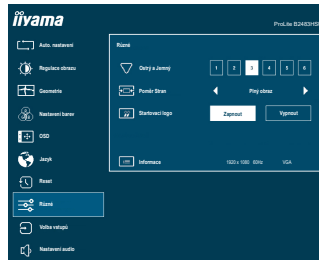 iiyama
ProLite B2483HS
Auto. nastavení
Regulace obrazu
Geometrie
Nastavení barev
OSD
Jazyk
Reset
Různé
Volba vstupů
Nastavení audio
Různé
Ostrý a Jemný
1 2 3 4 5 6
Poměr Stran
Plný obraz
Startovací logo
Zapnout
Vypnout
Informace
1920 x 1080 60Hz VGA